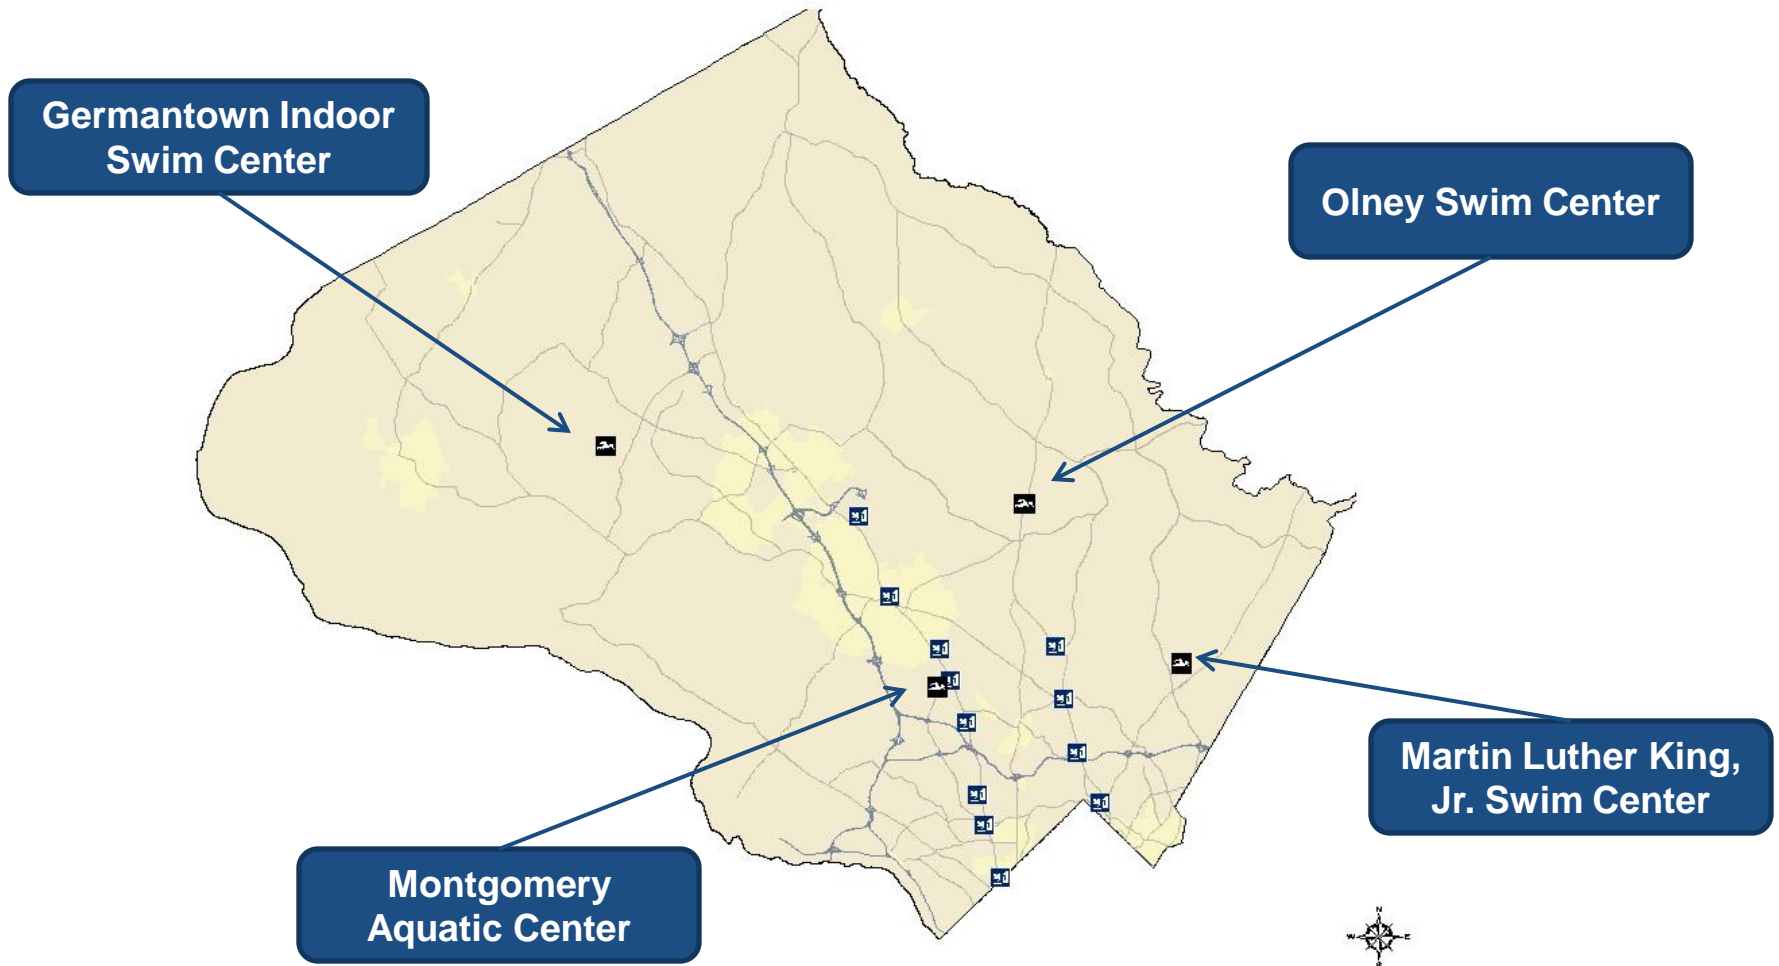 Germantown Indoor
Swim Center
Olney Swim Center
Martin Luther King,
Jr. Swim Center
Montgomery
Aquatic Center
N
W E
S